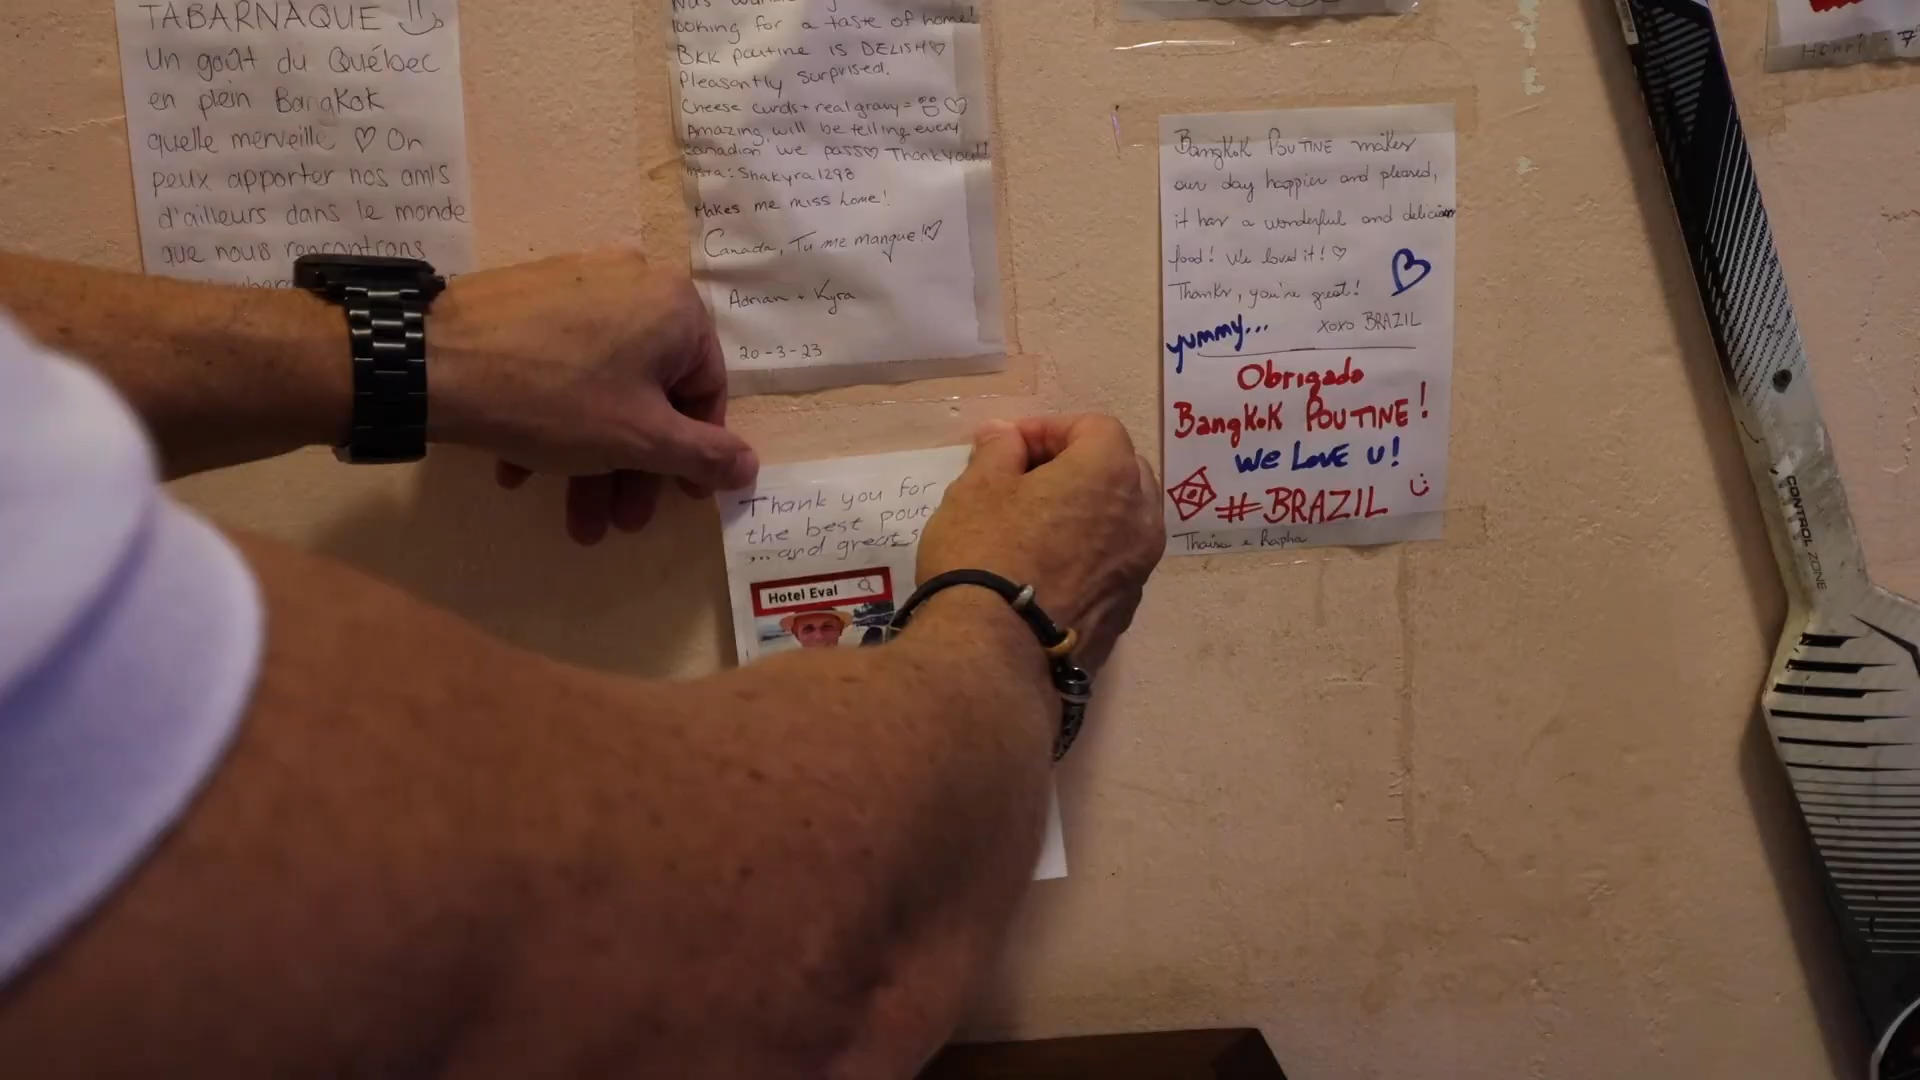 TABARNAQUE
Un goût du Québec
en plein Bangkok
quelle merveille ♡ On
peux apporter nos amis
d'ailleurs dans le monde
que nous rencontrons
looking for a taste of home!
BKK poutine IS DELISH♡
Pleasantly surprised.
Cheese curds + real gravy =
Amazing will be telling every
canadian we pass♡ Thank you!!
insta: Shakyra1298
Makes me miss home!
Canada, Tu me manque!♡
Adrian + Kyra
20-3-23
Thank you for
the best pout
...and great s
Hotel Eval
Bangkok POUTINE makes
our day happier and pleased,
it has a wonderful and delicious
food! We loved it! ♡
Thanks, you're great!
yummy... xoxo BRAZIL
Obrigado
Bangkok POUTINE!
We LOVE U!
#BRAZIL
Thaisa e Rapha
Henri
CONTROL ZONE